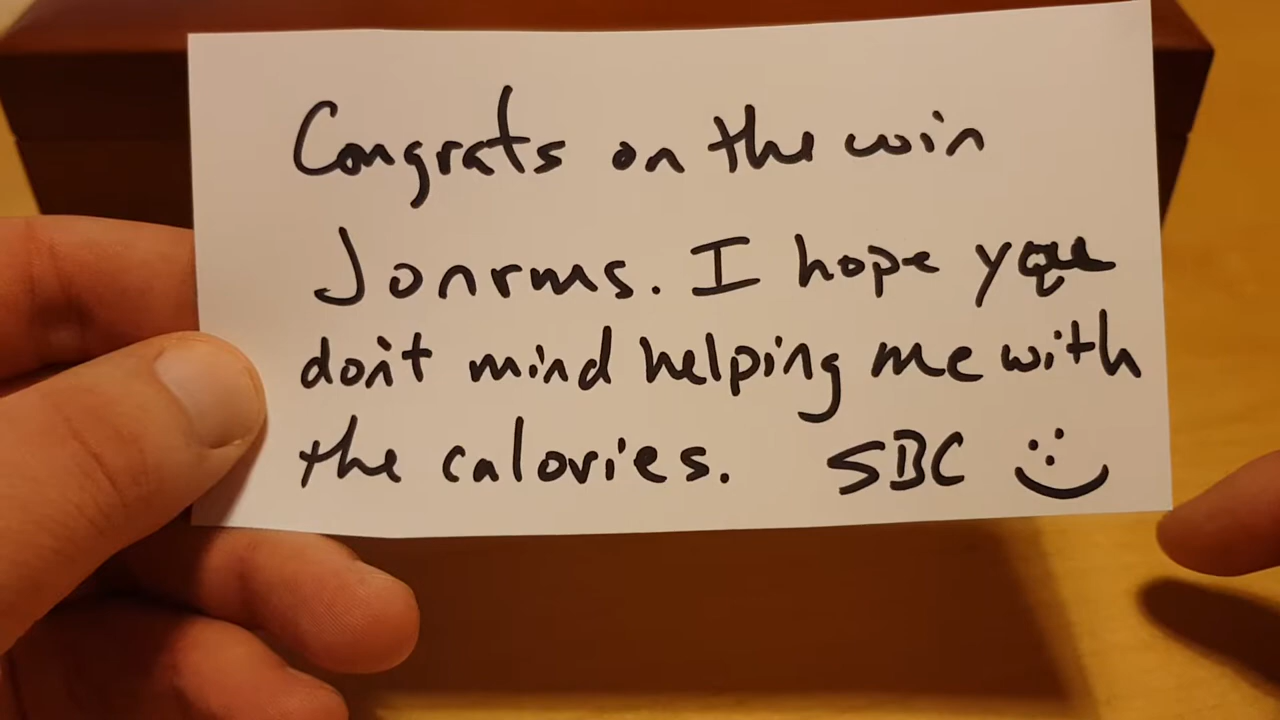 Congrats on the win
Jonrms. I hope you
don't mind helping me with
the calories. SBC